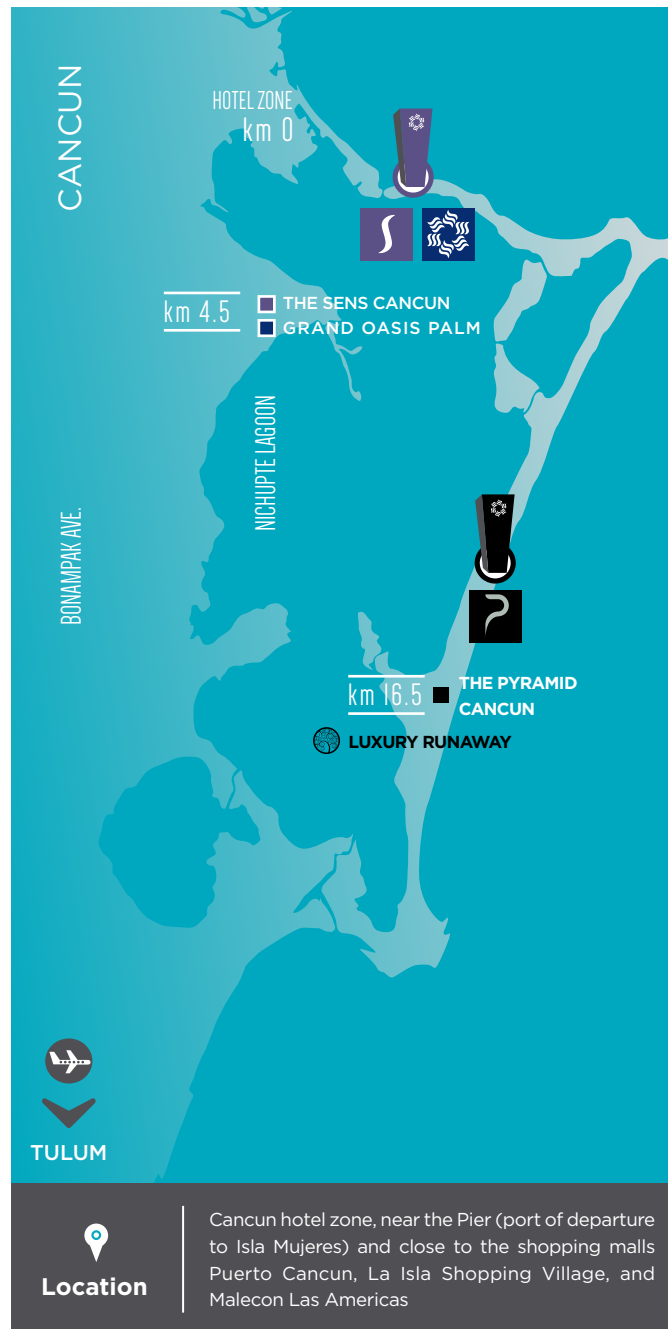 CANCUN
HOTEL ZONE
km 0
km 4.5
THE SENS CANCUN
GRAND OASIS PALM
NICHUPTE LAGOON
BONAMPAK AVE.
km 16.5
THE PYRAMID
CANCUN
LUXURY RUNAWAY
TULUM
Location
Cancun hotel zone, near the Pier (port of departure
to Isla Mujeres) and close to the shopping malls
Puerto Cancun, La Isla Shopping Village, and
Malecon Las Americas